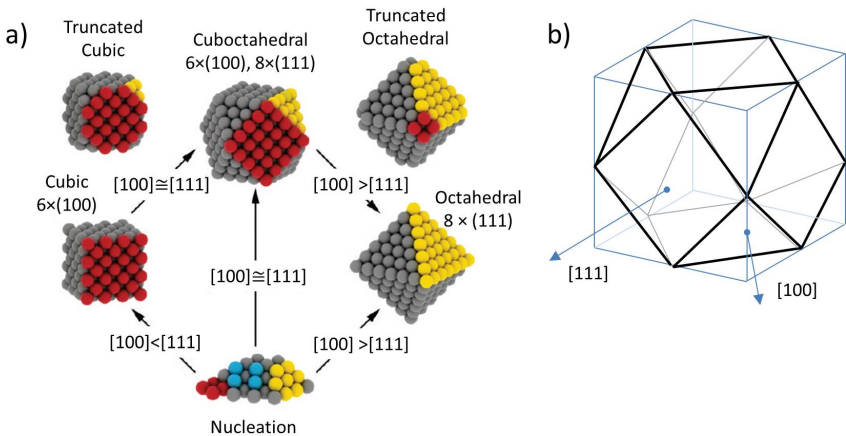 a)
Truncated
Cubic
Cuboctahedral
6×(100), 8×(111)
Truncated
Octahedral
Cubic
6×(100)
[100]≅[111]
[100] >[111]
Octahedral
8 × (111)
[100]≅[111]
[100]<[111]
[100] >[111]
Nucleation
b)
[111]
[100]